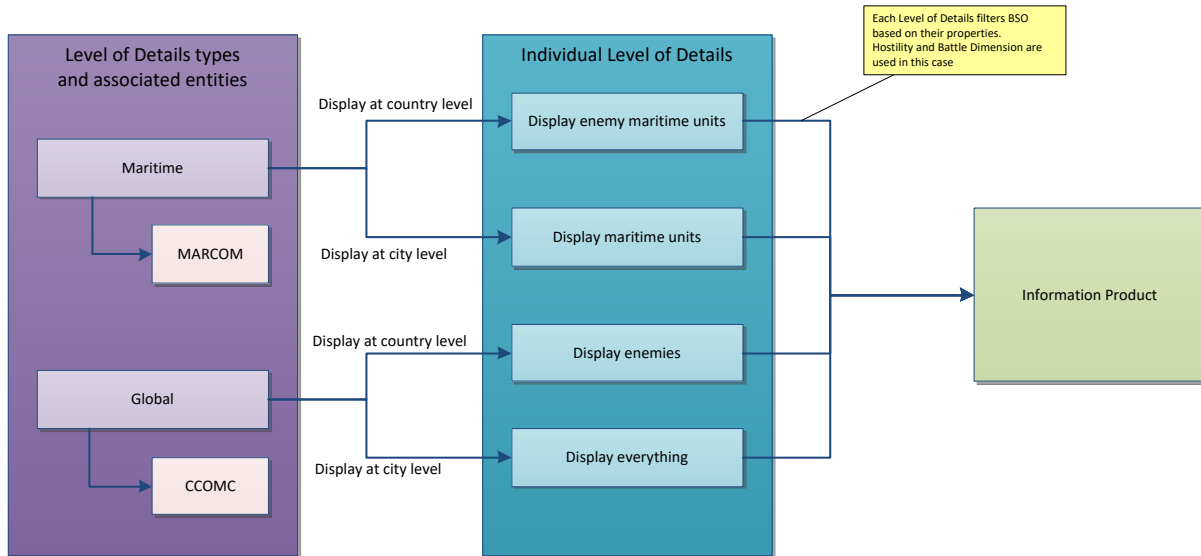 Level of Details types
and associated entities
Maritime
MARCOM
Global
CCOMC
Display at country level
Display at city level
Display at country level
Display at city level
Individual Level of Details
Display enemy maritime units
Display maritime units
Display enemies
Display everything
Each Level of Details filters BSO
based on their properties.
Hostility and Battle Dimension are
used in this case
Information Product